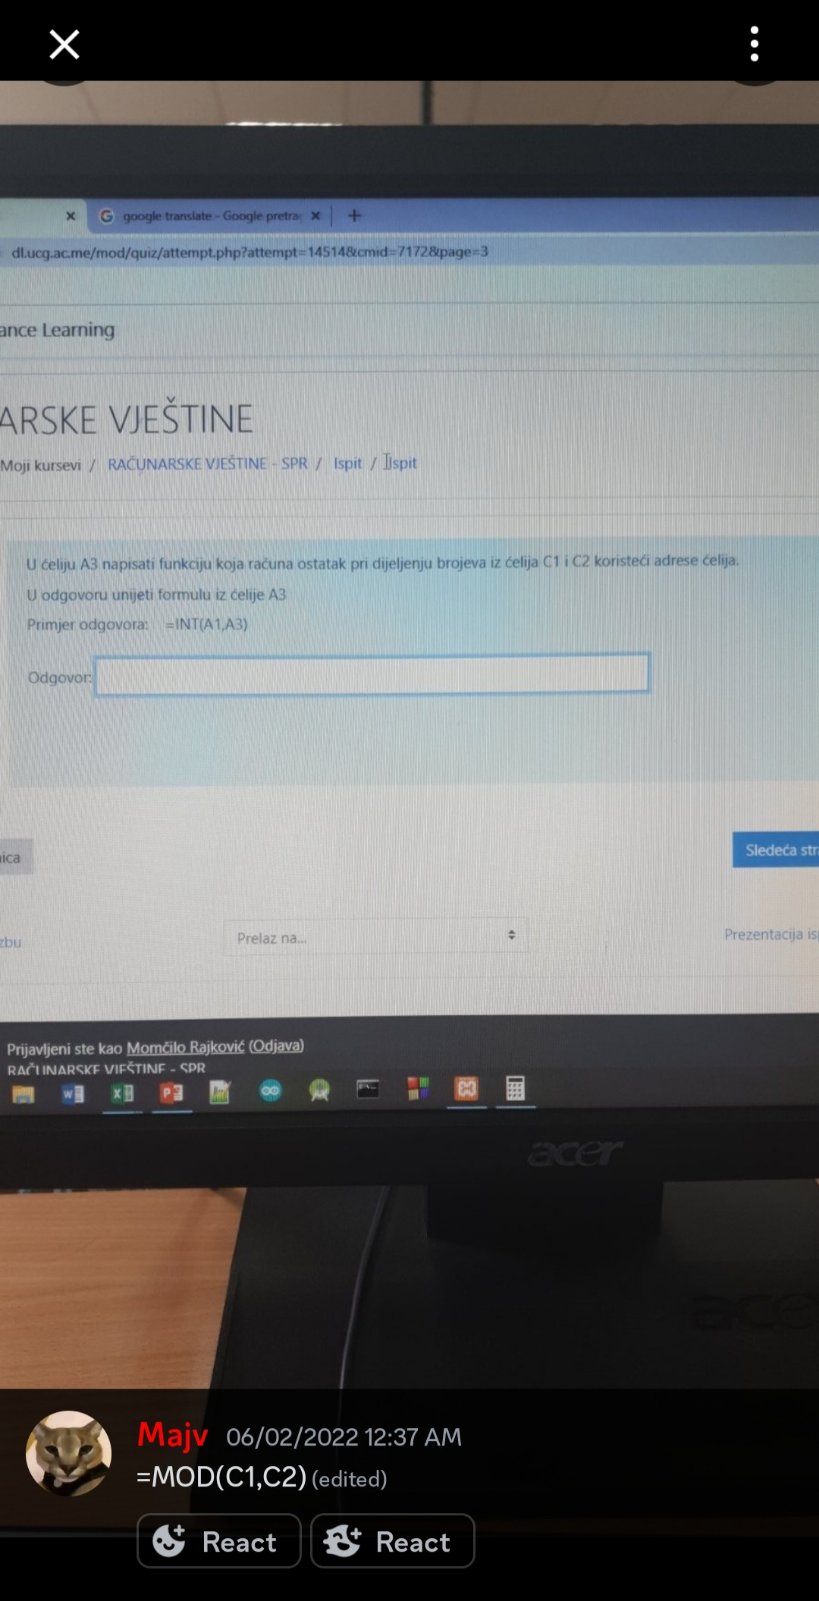 google translate - Google pretra
dl.ucg.ac.me/mod/quiz/attempt.php?attempt=14514&cmid=7172&page=3
ance Learning
ARSKE VJEŠTINE
Moji kursevi / RAČUNARSKE VJEŠTINE - SPR / Ispit / Ispit
U ćeliju A3 napisati funkciju koja računa ostatak pri dijeljenju brojeva iz ćelija C1 i C2 koristeći adrese ćelija.
U odgovoru unijeti formulu iz ćelije A3
Primjer odgovora: =INT(A1,A3)
Odgovor:
nica
Sledeća str
zbu
Prelaz na...
Prezentacija isp
Prijavljeni ste kao Momčilo Rajković (Odjava)
RAČUNARSKE VJEŠTINE - SPR
acer
acer
Majv 06/02/2022 12:37 AM
=MOD(C1,C2) (edited)
React React